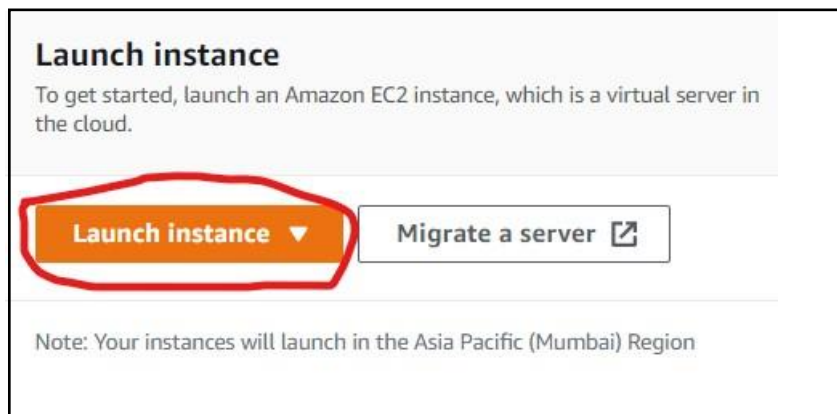 Launch instance
To get started, launch an Amazon EC2 instance, which is a virtual server in
the cloud.
Launch instance
Migrate a server
Note: Your instances will launch in the Asia Pacific (Mumbai) Region